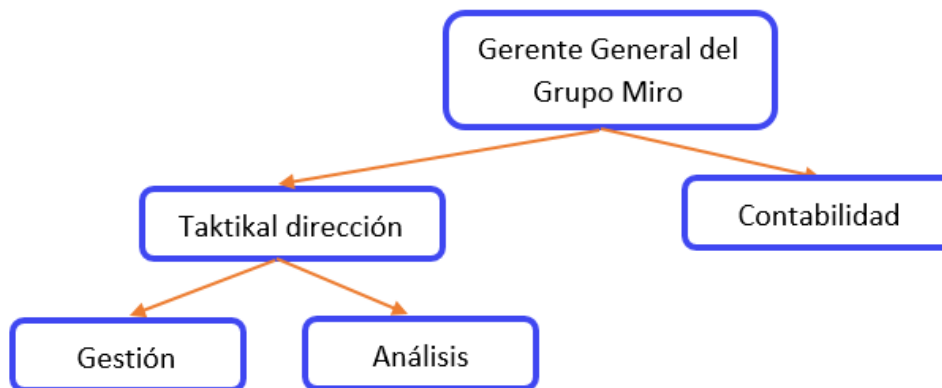 Gerente General del
Grupo Miro
Taktikal dirección
Contabilidad
Gestión
Análisis